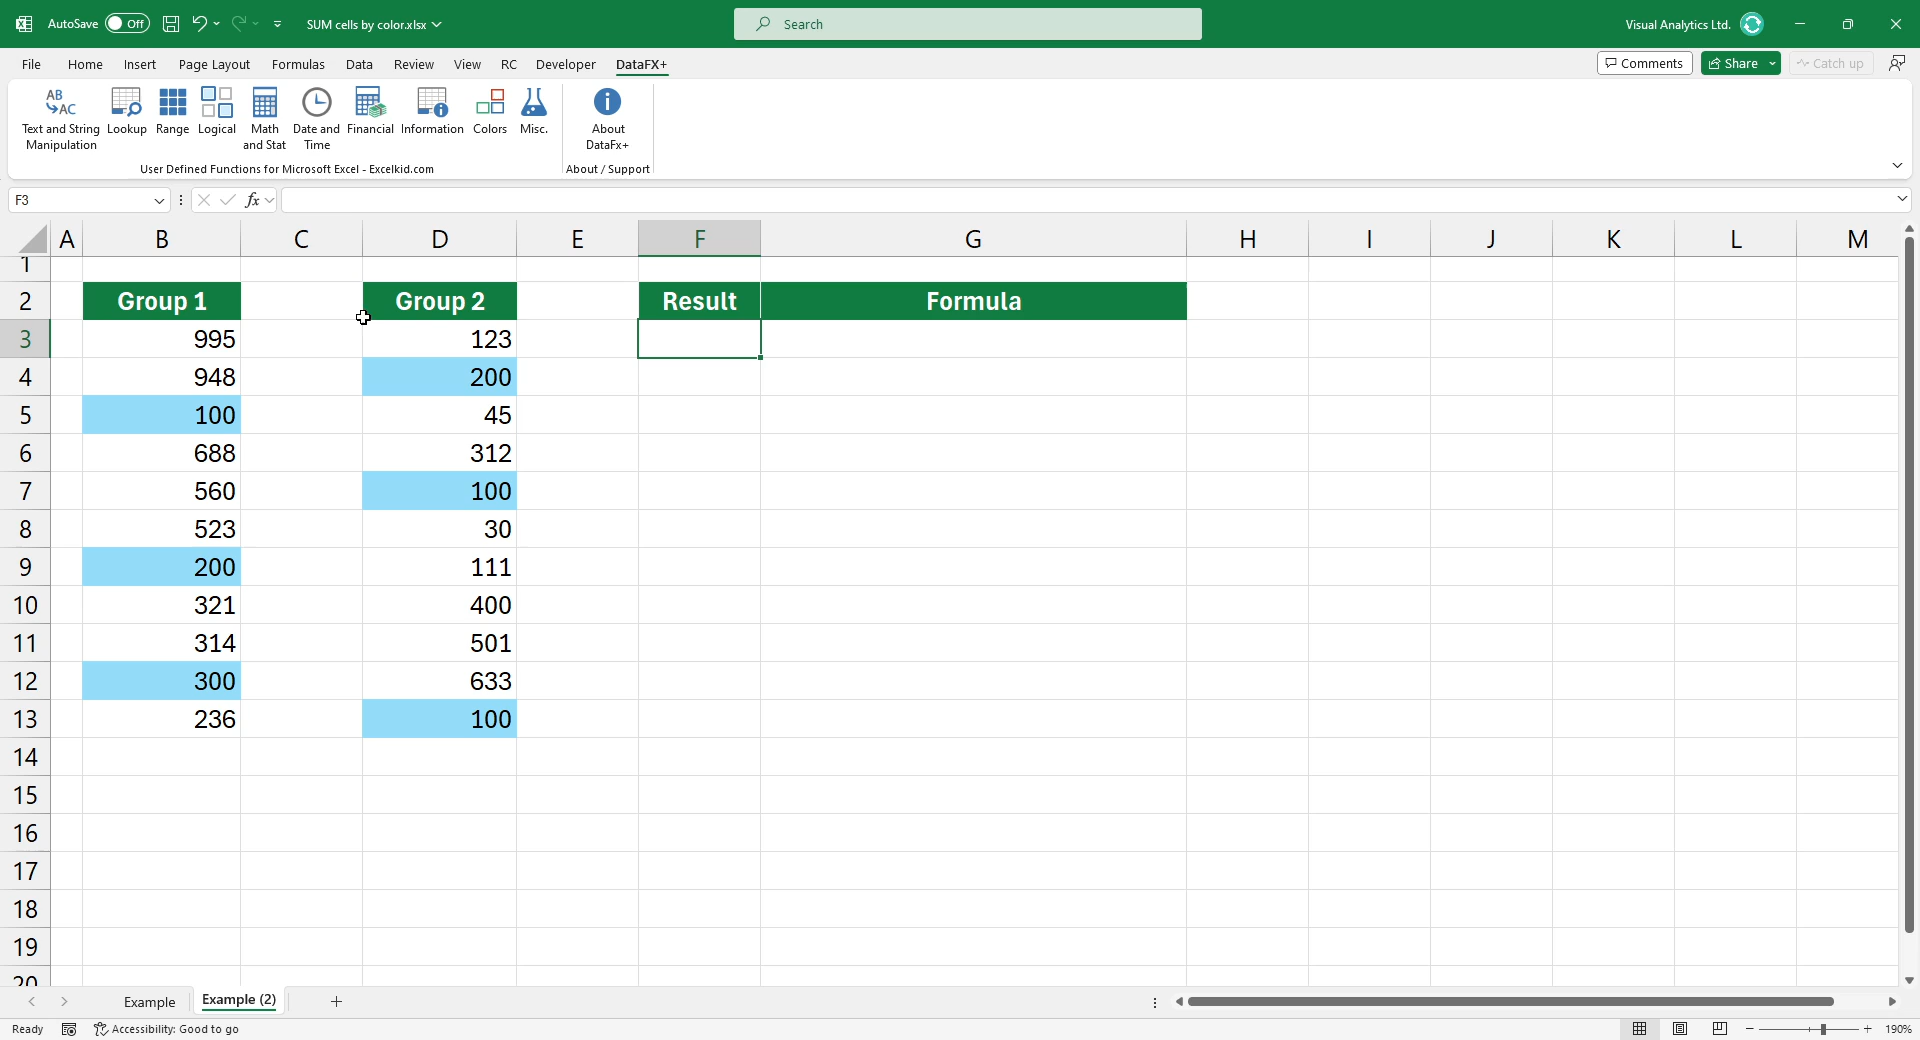 AutoSave Off SUM cells by color.xlsx Search Visual Analytics Ltd.
File Home Insert Page Layout Formulas Data Review View RC Developer DataFX+ Comments Share Catch up
AB
AC
Text and String Manipulation Lookup Range Logical Math and Stat Date and Time Financial Information Colors Misc. About DataFx+
User Defined Functions for Microsoft Excel - Excelkid.com About / Support
F3 fx
A B C D E F G H I J K L M
1
2 Group 1 Group 2 Result Formula
3 995 123
4 948 200
5 100 45
6 688 312
7 560 100
8 523 30
9 200 111
10 321 400
11 314 501
12 300 633
13 236 100
14
15
16
17
18
19
20
Example Example (2)
Ready Accessibility: Good to go 190%